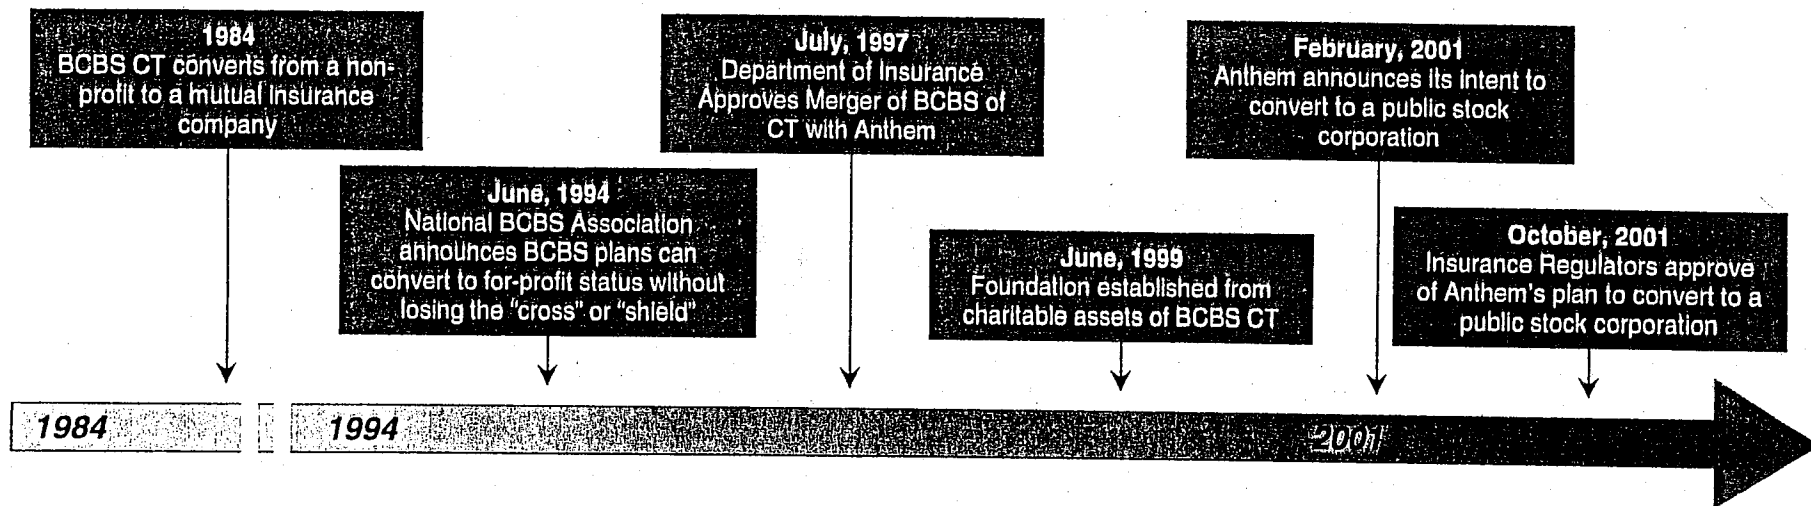 1984
BCBS CT converts from a non-
profit to a mutual insurance
company
June, 1994
National BCBS Association
announces BCBS plans can
convert to for-profit status without
losing the "cross" or "shield"
July, 1997
Department of Insurance
Approves Merger of BCBS of
CT with Anthem
June, 1999
Foundation established from
charitable assets of BCBS CT
February, 2001
Anthem announces its intent to
convert to a public stock
corporation
October, 2001
Insurance Regulators approve
of Anthem's plan to convert to a
public stock corporation
1984
1994
2001